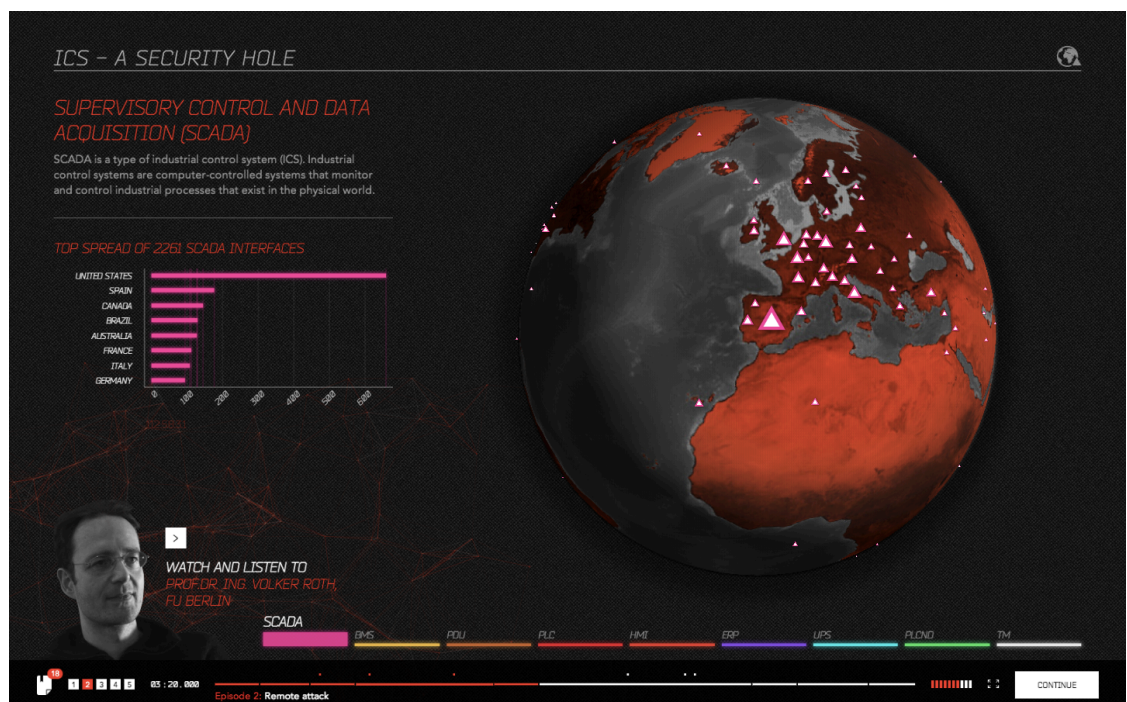 ICS – A SECURITY HOLE
SUPERVISORY CONTROL AND DATA
ACQUISITION (SCADA)
SCADA is a type of industrial control system (ICS). Industrial
control systems are computer-controlled systems that monitor
and control industrial processes that exist in the physical world.
TOP SPREAD OF 2261 SCADA INTERFACES
UNITED STATES
SPAIN
CANADA
BRAZIL
AUSTRALIA
FRANCE
ITALY
GERMANY
0 100 200 300 400 500 600
>
WATCH AND LISTEN TO
PROF.DR. ING. VOLKER ROTH,
FU BERLIN
SCADA BMS PDU PLC HMI ERP UPS PLCND TM
18
1 2 3 4 5 03:20.000 CONTINUE
Episode 2: Remote attack